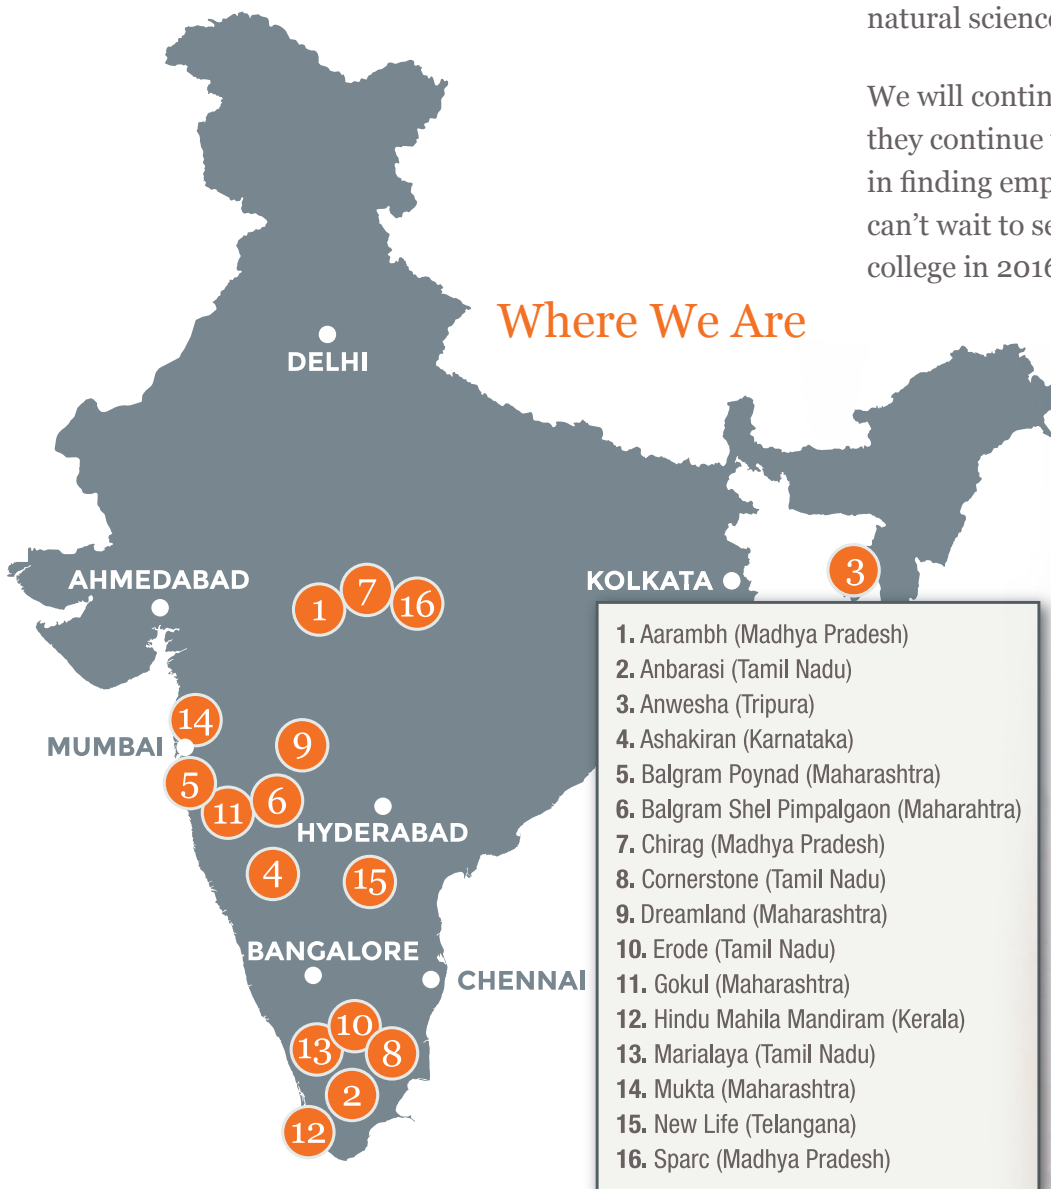 natural science
We will contin
they continue
in finding emp
can't wait to se
college in 2016
Where We Are
DELHI
AHMEDABAD
KOLKATA
3
1
7
16
14
MUMBAI
9
5
11
6
HYDERABAD
4
15
BANGALORE
CHENNAI
10
13
8
2
12
1. Aarambh (Madhya Pradesh)
2. Anbarasi (Tamil Nadu)
3. Anwesha (Tripura)
4. Ashakiran (Karnataka)
5. Balgram Poynad (Maharashtra)
6. Balgram Shel Pimpalgaon (Maharahtra)
7. Chirag (Madhya Pradesh)
8. Cornerstone (Tamil Nadu)
9. Dreamland (Maharashtra)
10. Erode (Tamil Nadu)
11. Gokul (Maharashtra)
12. Hindu Mahila Mandiram (Kerala)
13. Marialaya (Tamil Nadu)
14. Mukta (Maharashtra)
15. New Life (Telangana)
16. Sparc (Madhya Pradesh)